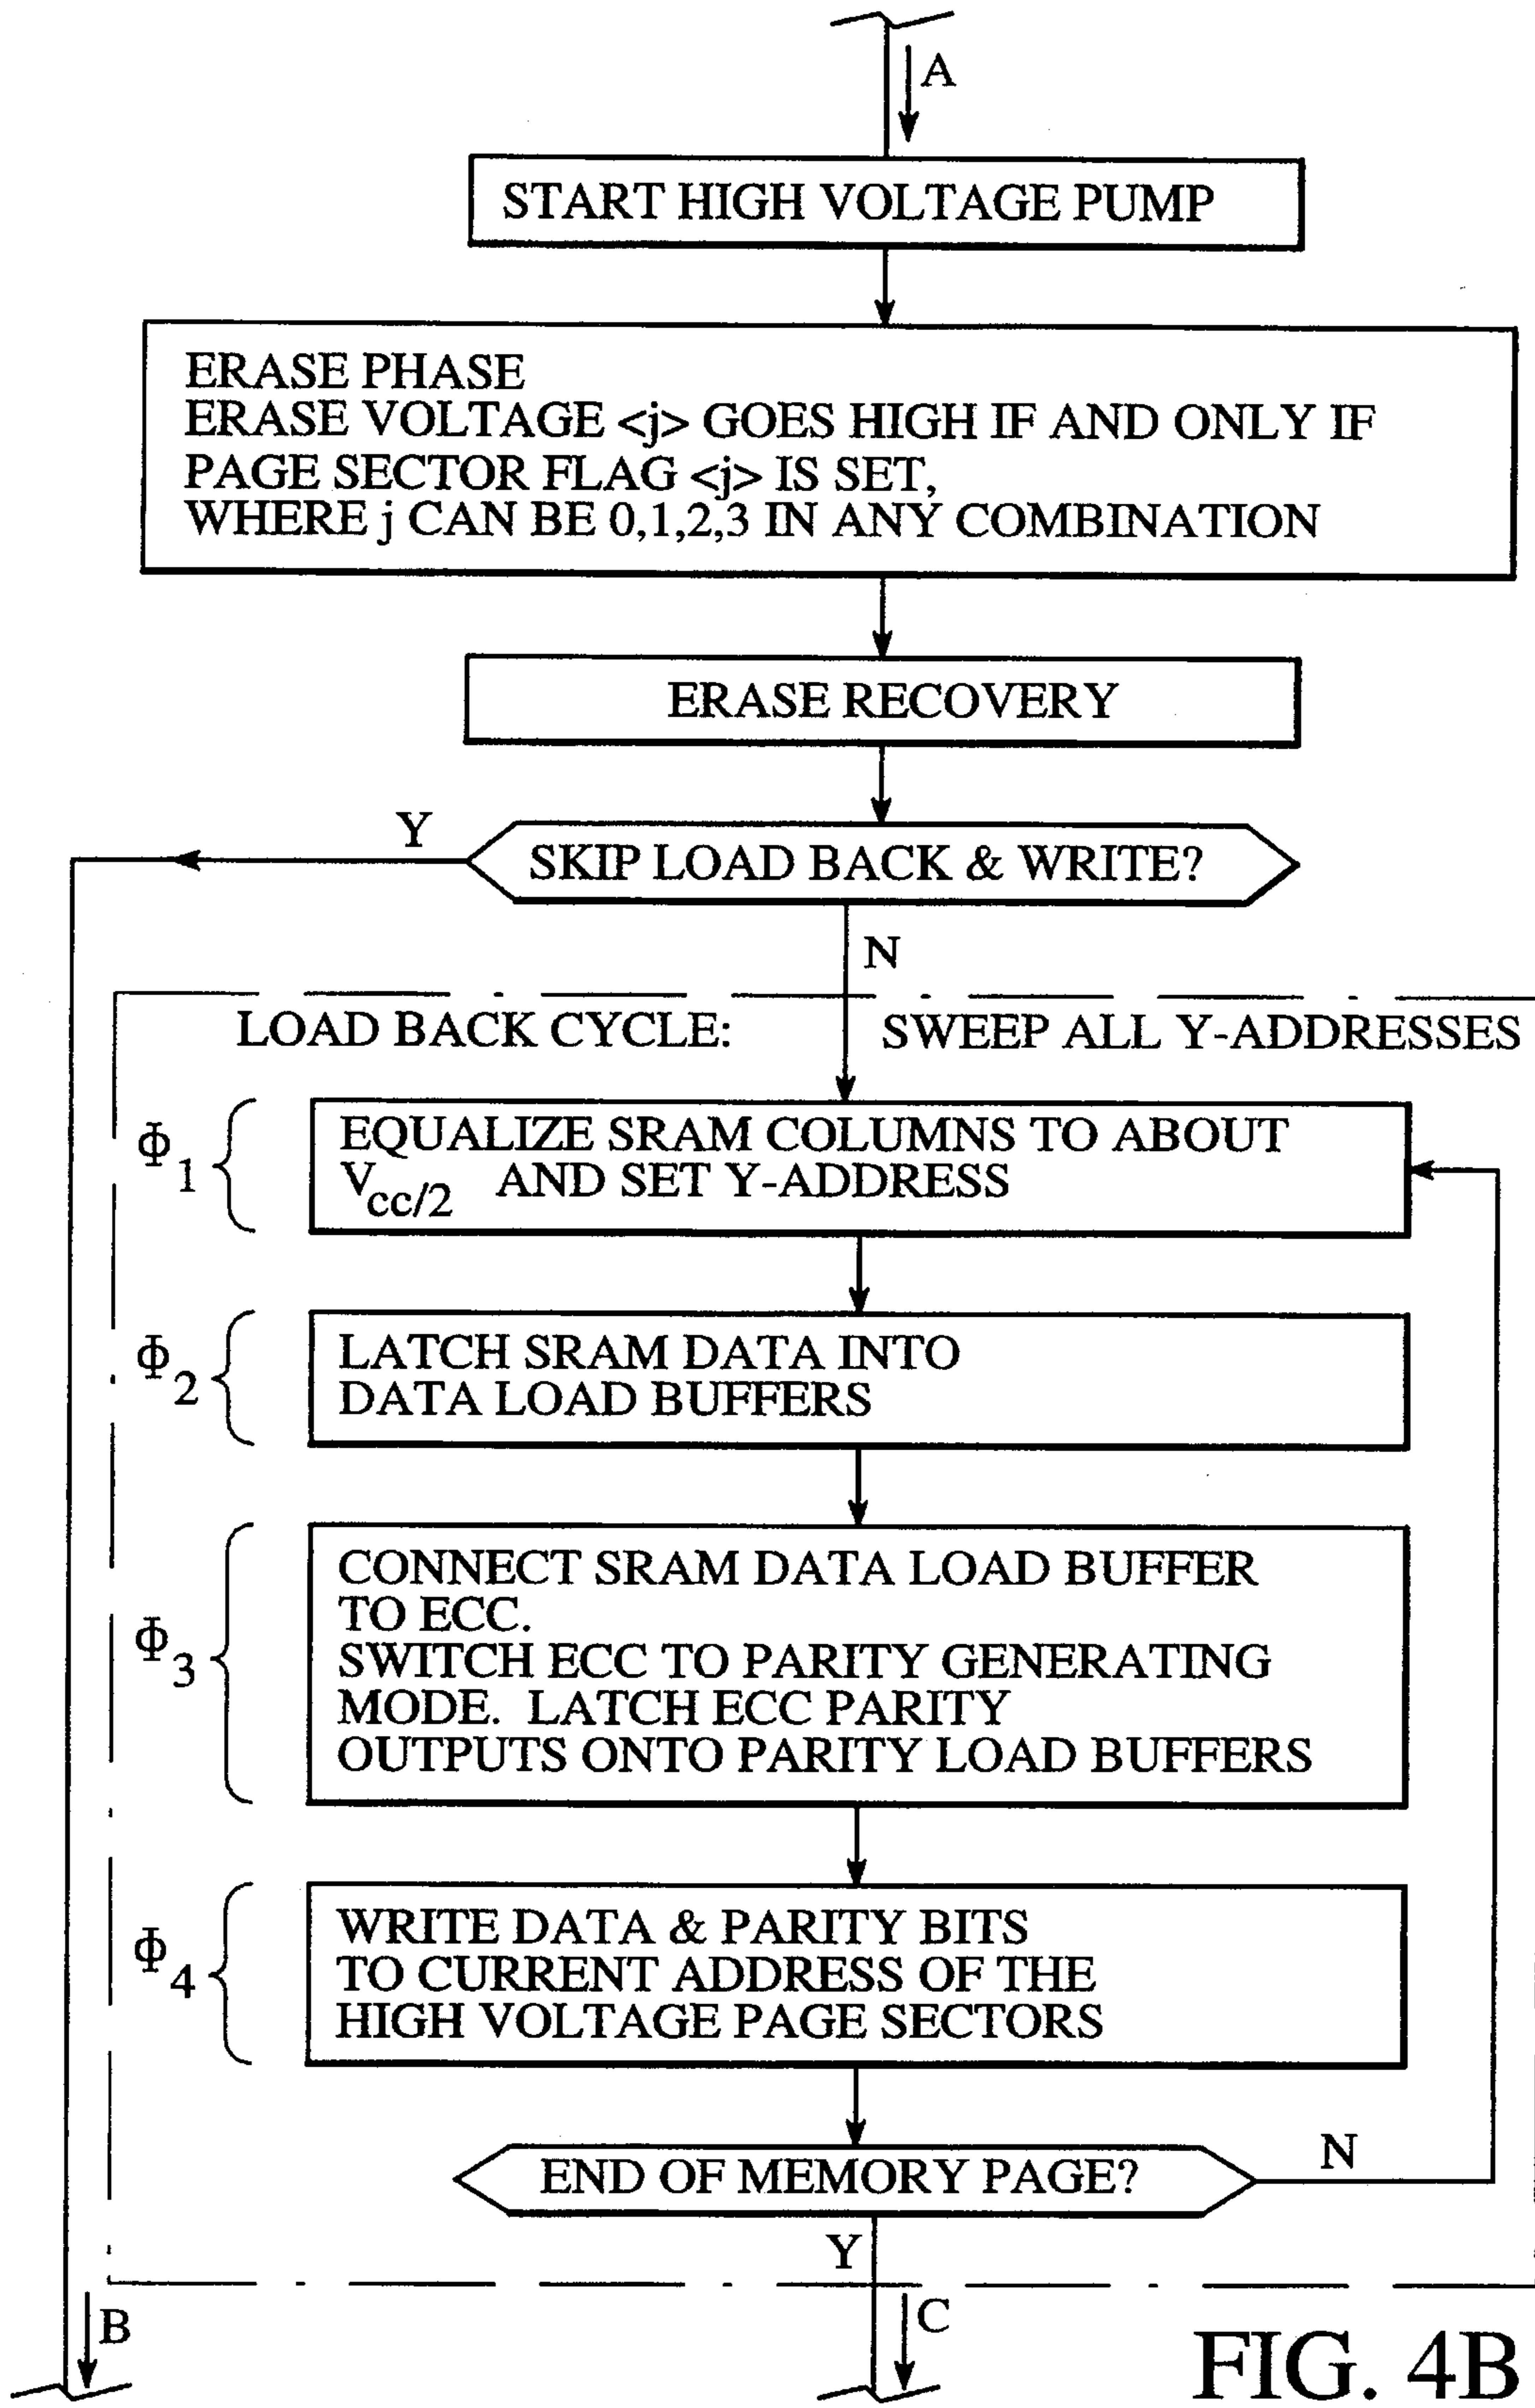 A
START HIGH VOLTAGE PUMP
ERASE PHASE
ERASE VOLTAGE <j> GOES HIGH IF AND ONLY IF
PAGE SECTOR FLAG <j> IS SET,
WHERE j CAN BE 0,1,2,3 IN ANY COMBINATION
ERASE RECOVERY
Y
SKIP LOAD BACK & WRITE?
N
LOAD BACK CYCLE: SWEEP ALL Y-ADDRESSES
Φ1
EQUALIZE SRAM COLUMNS TO ABOUT
Vcc/2 AND SET Y-ADDRESS
Φ2
LATCH SRAM DATA INTO
DATA LOAD BUFFERS
Φ3
CONNECT SRAM DATA LOAD BUFFER
TO ECC.
SWITCH ECC TO PARITY GENERATING
MODE. LATCH ECC PARITY
OUTPUTS ONTO PARITY LOAD BUFFERS
Φ4
WRITE DATA & PARITY BITS
TO CURRENT ADDRESS OF THE
HIGH VOLTAGE PAGE SECTORS
END OF MEMORY PAGE?
N
Y
B
C
FIG. 4B